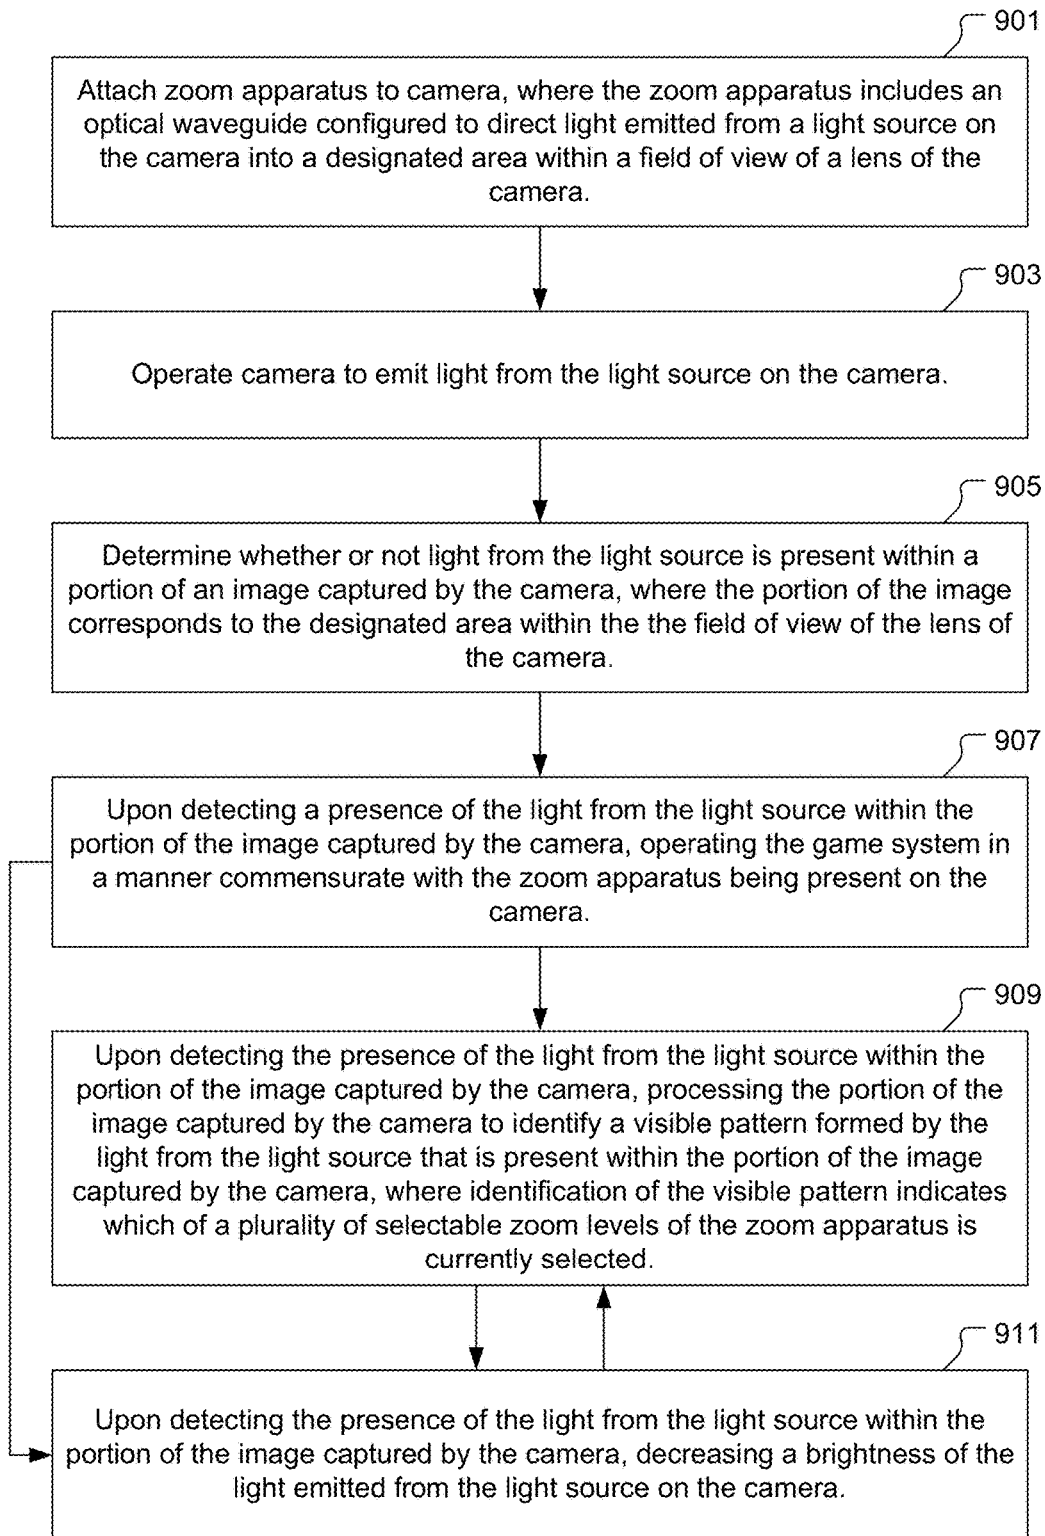 901
Attach zoom apparatus to camera, where the zoom apparatus includes an
optical waveguide configured to direct light emitted from a light source on
the camera into a designated area within a field of view of a lens of the
camera.
903
Operate camera to emit light from the light source on the camera.
905
Determine whether or not light from the light source is present within a
portion of an image captured by the camera, where the portion of the image
corresponds to the designated area within the the field of view of the lens of
the camera.
907
Upon detecting a presence of the light from the light source within the
portion of the image captured by the camera, operating the game system in
a manner commensurate with the zoom apparatus being present on the
camera.
909
Upon detecting the presence of the light from the light source within the
portion of the image captured by the camera, processing the portion of the
image captured by the camera to identify a visible pattern formed by the
light from the light source that is present within the portion of the image
captured by the camera, where identification of the visible pattern indicates
which of a plurality of selectable zoom levels of the zoom apparatus is
currently selected.
911
Upon detecting the presence of the light from the light source within the
portion of the image captured by the camera, decreasing a brightness of the
light emitted from the light source on the camera.